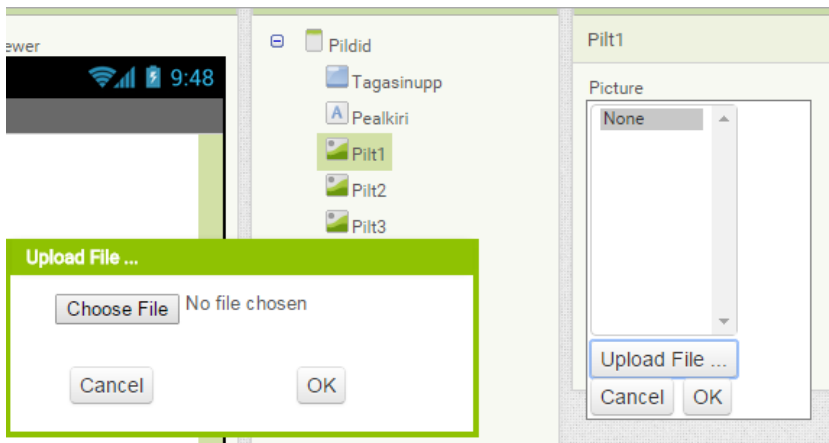 ewer
9:48
Pildid
Tagasinupp
A Pealkiri
Pilt1
Pilt2
Pilt3
Upload File ...
Choose File No file chosen
Cancel OK
Pilt1
Picture
None
Upload File ...
Cancel OK